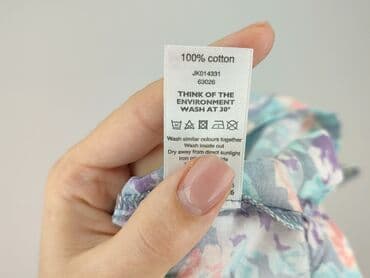 100% cotton
JK014331
63026
THINK OF THE
ENVIRONMENT
WASH AT 30°
Wash similar colours together
Wash inside out
Dry away from direct sunlight
iron